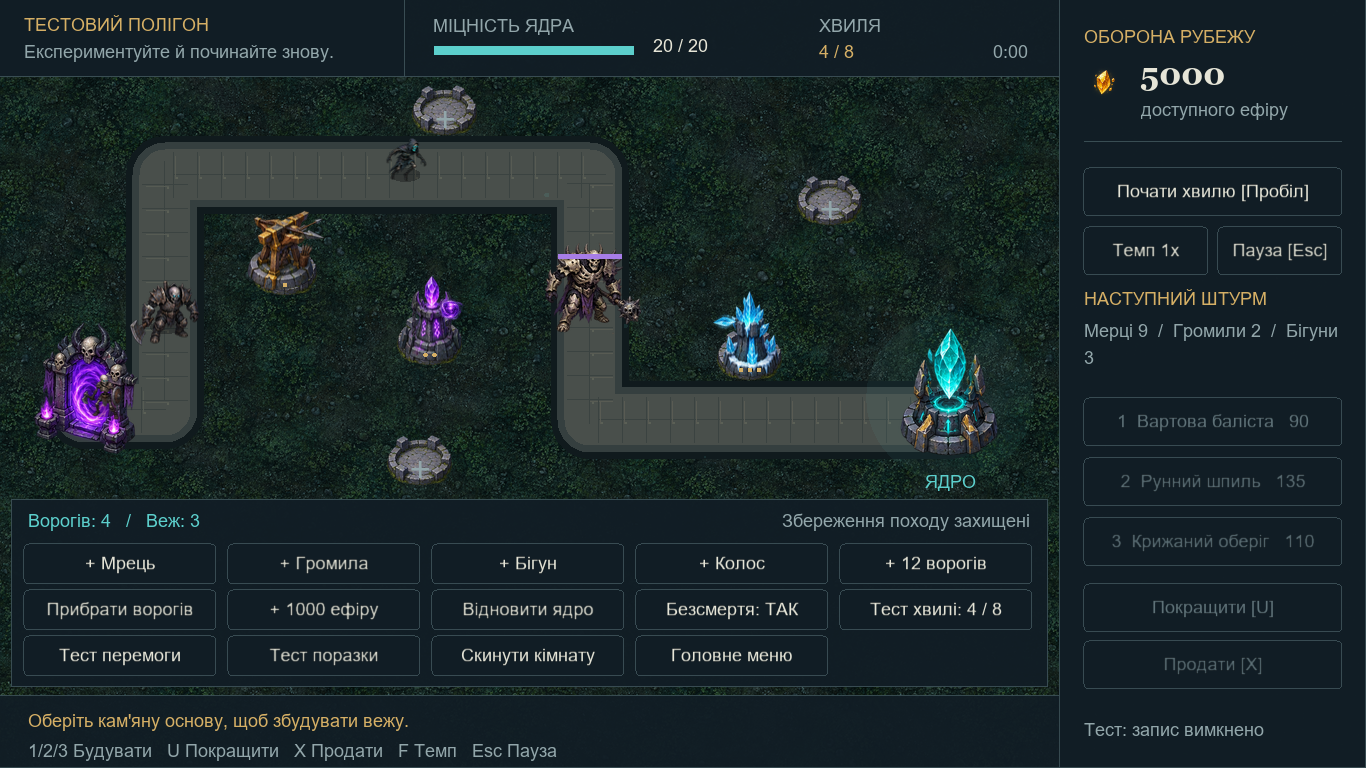 ТЕСТОВИЙ ПОЛІГОН
Експериментуйте й починайте знову.
МІЦНІСТЬ ЯДРА
20 / 20
ХВИЛЯ
4 / 8
0:00
ОБОРОНА РУБЕЖУ
5000
доступного ефіру
Почати хвилю [Пробіл]
Темп 1x
Пауза [Esc]
НАСТУПНИЙ ШТУРМ
Мерці 9 / Громили 2 / Бігуни
3
1 Вартова баліста 90
2 Рунний шпиль 135
3 Крижаний оберіг 110
Покращити [U]
Продати [X]
Тест: запис вимкнено
ЯДРО
Ворогів: 4 / Веж: 3
Збереження походу захищені
+ Мрець
+ Громила
+ Бігун
+ Колос
+ 12 ворогів
Прибрати ворогів
+ 1000 ефіру
Відновити ядро
Безсмертя: ТАК
Тест хвилі: 4 / 8
Тест перемоги
Тест поразки
Скинути кімнату
Головне меню
Оберіть кам'яну основу, щоб збудувати вежу.
1/2/3 Будувати U Покращити X Продати F Темп Esc Пауза